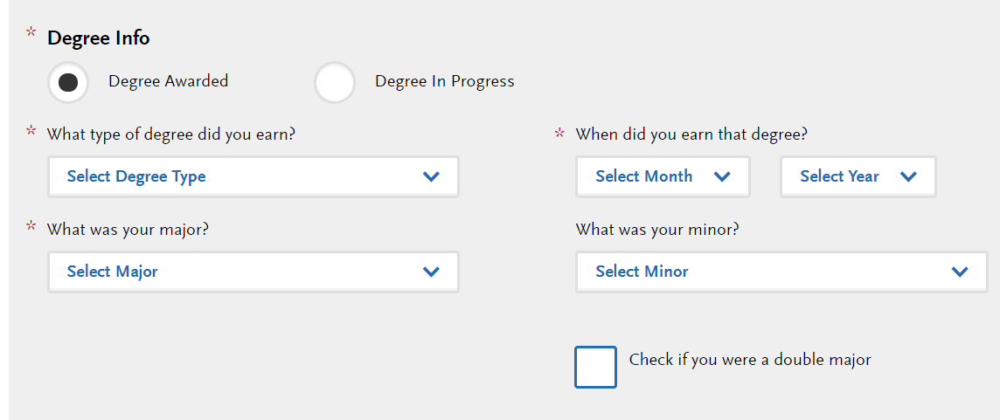 * Degree Info
Degree Awarded Degree In Progress
* What type of degree did you earn?
Select Degree Type
* When did you earn that degree?
Select Month Select Year
* What was your major?
Select Major
What was your minor?
Select Minor
Check if you were a double major